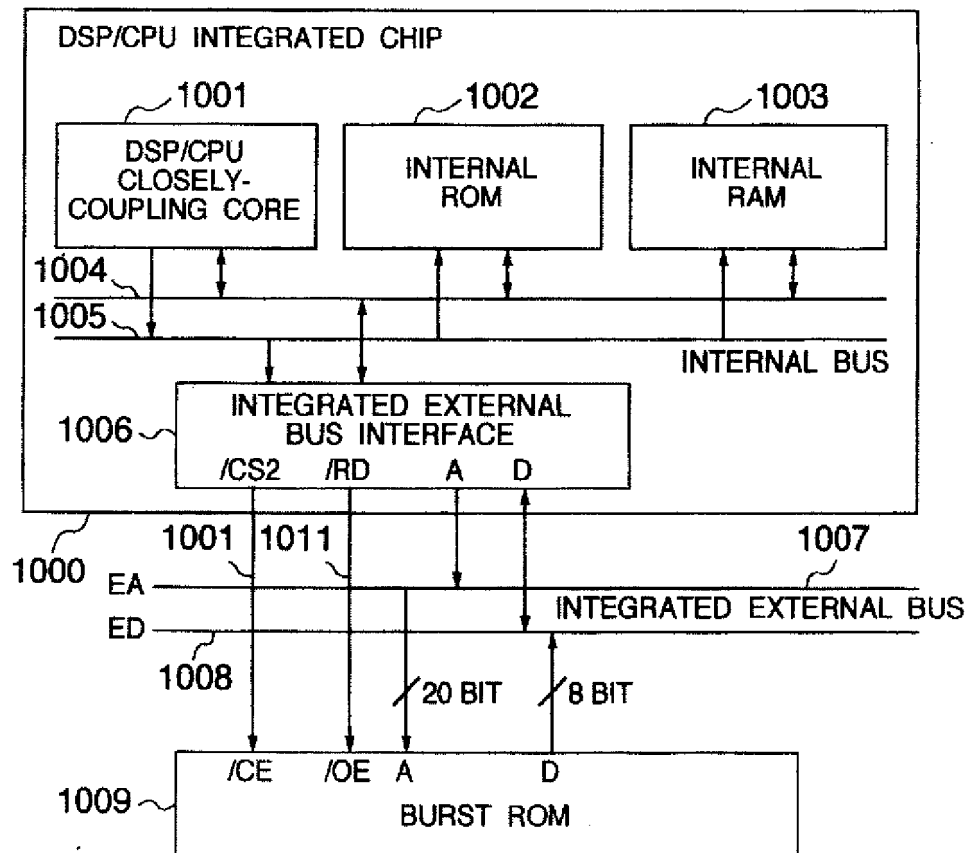 DSP/CPU INTEGRATED CHIP
1001
1002
1003
DSP/CPU
CLOSELY-
COUPLING CORE
INTERNAL
ROM
INTERNAL
RAM
1004
1005
INTERNAL BUS
INTEGRATED EXTERNAL
BUS INTERFACE
1006
/CS2 /RD A D
1001 1011 1007
1000
EA
INTEGRATED EXTERNAL BUS
ED
1008
20 BIT 8 BIT
/CE /OE A D
1009
BURST ROM